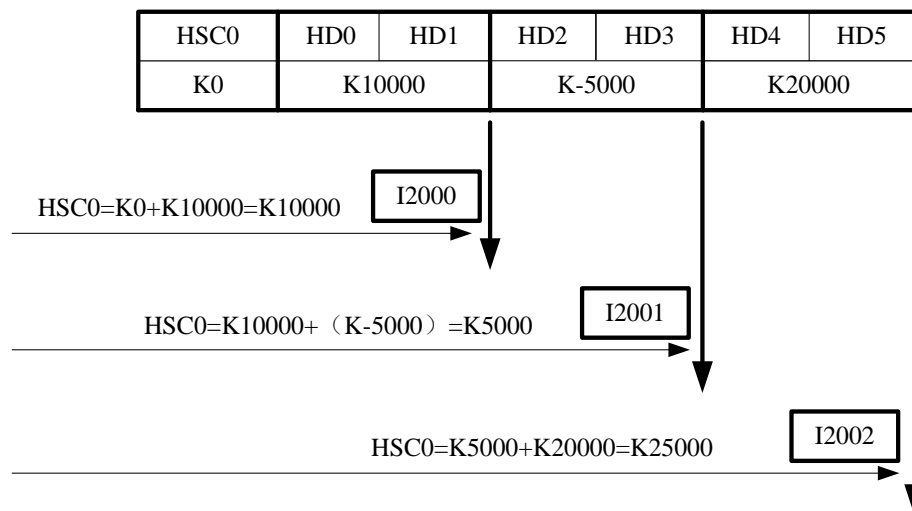 HSC0 HD0 HD1 HD2 HD3 HD4 HD5
K0 K10000 K-5000 K20000
I2000
HSC0=K0+K10000=K10000
I2001
HSC0=K10000+（K-5000）=K5000
I2002
HSC0=K5000+K20000=K25000